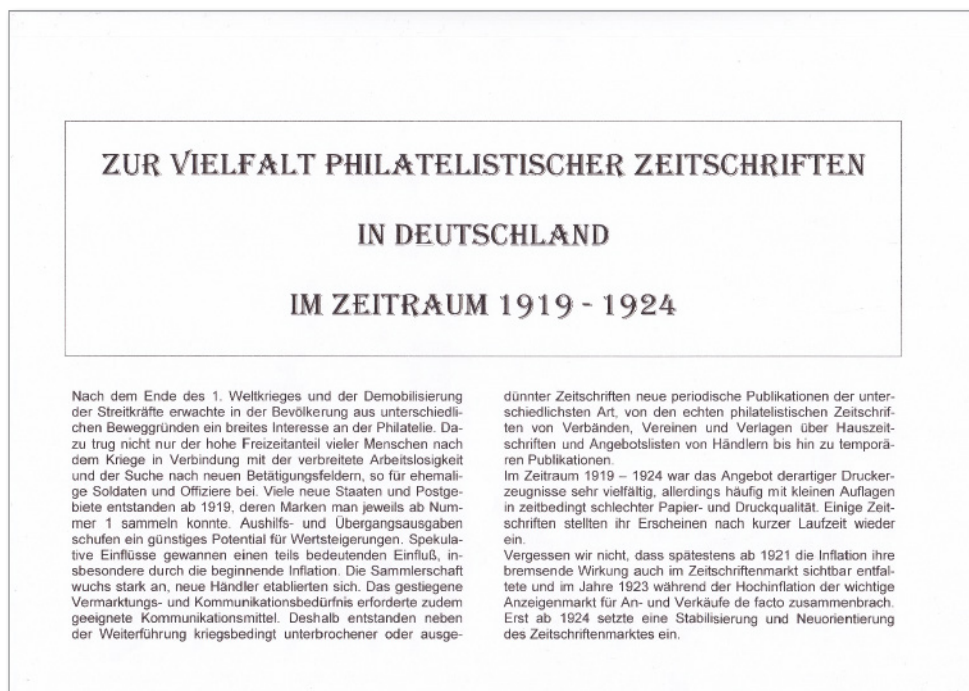 ZUR VIELFALT PHILATELISTISCHER ZEITSCHRIFTEN
IN DEUTSCHLAND
IM ZEITRAUM 1919 - 1924
Nach dem Ende des 1. Weltkrieges und der Demobilisierung
der Streitkräfte erwachte in der Bevölkerung aus unterschiedli-
chen Beweggründen ein breites Interesse an der Philatelie. Da-
zu trug nicht nur der hohe Freizeitanteil vieler Menschen nach
dem Kriege in Verbindung mit der verbreitete Arbeitslosigkeit
und der Suche nach neuen Betätigungsfeldern, so für ehemali-
ge Soldaten und Offiziere bei. Viele neue Staaten und Postge-
biete entstanden ab 1919, deren Marken man jeweils ab Num-
mer 1 sammeln konnte. Aushilfs- und Übergangsausgaben
schufen ein günstiges Potential für Wertsteigerungen. Spekula-
tive Einflüsse gewannen einen teils bedeutenden Einfluß, in-
sbesondere durch die beginnende Inflation. Die Sammlerschaft
wuchs stark an, neue Händler etablierten sich. Das gestiegene
Vermarktungs- und Kommunikationsbedürfnis erforderte zudem
geeignete Kommunikationsmittel. Deshalb entstanden neben
der Weiterführung kriegsbedingt unterbrochener oder ausge-
dünnter Zeitschriften neue periodische Publikationen der unter-
schiedlichsten Art, von den echten philatelistischen Zeitschrif-
ten von Verbänden, Vereinen und Verlagen über Hauszeit-
schriften und Angebotslisten von Händlern bis hin zu temporä-
ren Publikationen.
Im Zeitraum 1919 – 1924 war das Angebot derartiger Drucker-
zeugnisse sehr vielfältig, allerdings häufig mit kleinen Auflagen
in zeitbedingt schlechter Papier- und Druckqualität. Einige Zeit-
schriften stellten ihr Erscheinen nach kurzer Laufzeit wieder
ein.
Vergessen wir nicht, dass spätestens ab 1921 die Inflation ihre
bremsende Wirkung auch im Zeitschriftenmarkt sichtbar entfal-
tete und im Jahre 1923 während der Hochinflation der wichtige
Anzeigenmarkt für An- und Verkäufe de facto zusammenbrach.
Erst ab 1924 setzte eine Stabilisierung und Neuorientierung
des Zeitschriftenmarktes ein.